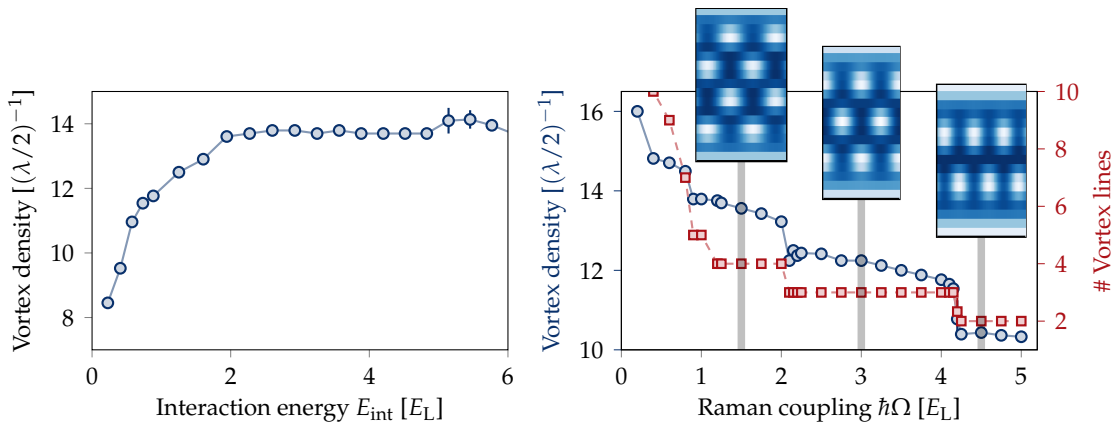 Vortex density [(λ/2)⁻¹]
14
12
10
8
0 2 4 6
Interaction energy E_int [E_L]
Vortex density [(λ/2)⁻¹]
16
14
12
10
0 1 2 3 4 5
Raman coupling ħΩ [E_L]
10
8
6
4
2
# Vortex lines